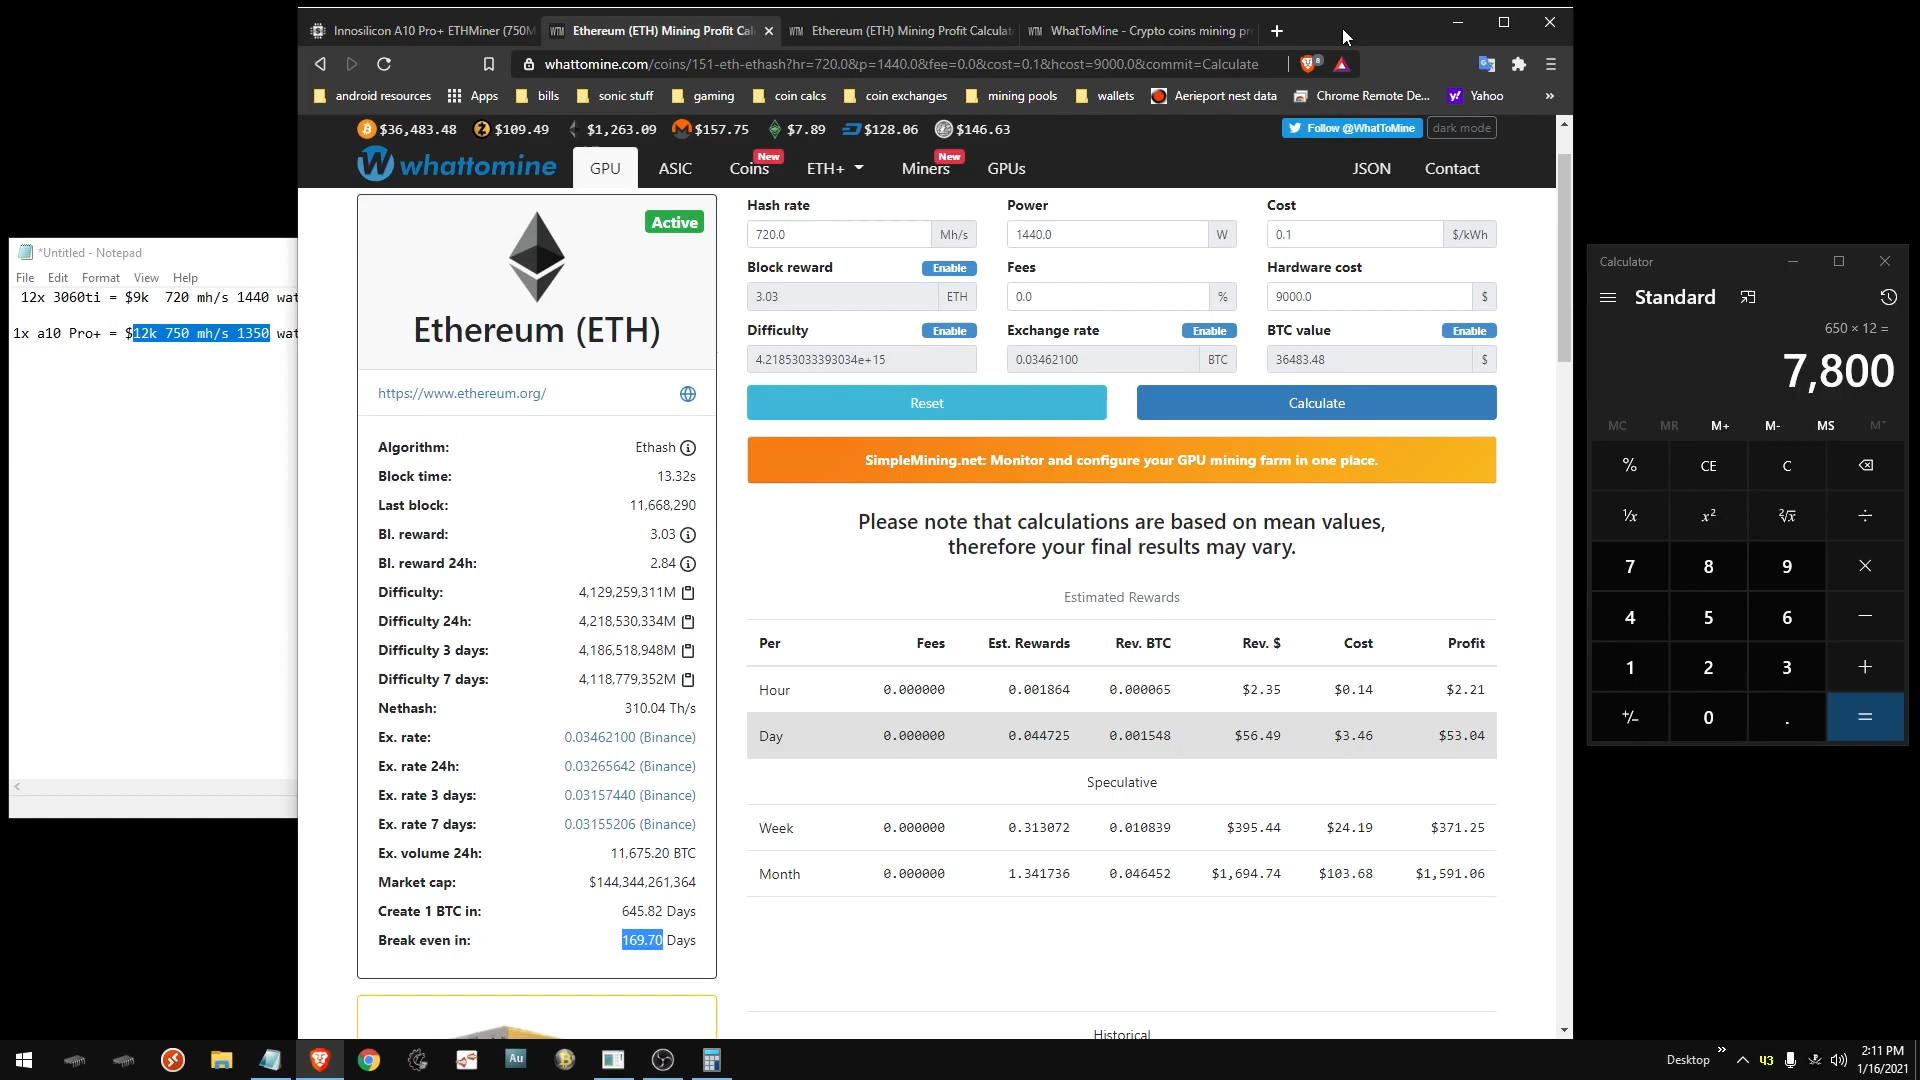 Innosilicon A10 Pro+ ETHMiner (750M
Ethereum (ETH) Mining Profit Cal
Ethereum (ETH) Mining Profit Calculat
WhatToMine - Crypto coins mining pr
whattomine.com/coins/151-eth-ethash?hr=720.0&p=1440.0&fee=0.0&cost=0.1&hcost=9000.0&commit=Calculate
android resources Apps bills sonic stuff gaming coin calcs coin exchanges mining pools wallets Aerieport nest data Chrome Remote De... Yahoo »
$36,483.48 $109.49 $1,263.09 $157.75 $7.89 $128.06 $146.63
Follow @WhatToMine dark mode
whattomine GPU ASIC Coins New ETH+ Miners New GPUs JSON Contact
*Untitled - Notepad
File Edit Format View Help
12x 3060ti = $9k 720 mh/s 1440 wat
1x a10 Pro+ = $12k 750 mh/s 1350 wat
Active
Ethereum (ETH)
https://www.ethereum.org/
Algorithm: Ethash
Block time: 13.32s
Last block: 11,668,290
Bl. reward: 3.03
Bl. reward 24h: 2.84
Difficulty: 4,129,259,311M
Difficulty 24h: 4,218,530,334M
Difficulty 3 days: 4,186,518,948M
Difficulty 7 days: 4,118,779,352M
Nethash: 310.04 Th/s
Ex. rate: 0.03462100 (Binance)
Ex. rate 24h: 0.03265642 (Binance)
Ex. rate 3 days: 0.03157440 (Binance)
Ex. rate 7 days: 0.03155206 (Binance)
Ex. volume 24h: 11,675.20 BTC
Market cap: $144,344,261,364
Create 1 BTC in: 645.82 Days
Break even in: 169.70 Days
Hash rate Power Cost
720.0 Mh/s 1440.0 W 0.1 $/kWh
Block reward Enable Fees Hardware cost
3.03 ETH 0.0 % 9000.0 $
Difficulty Enable Exchange rate Enable BTC value Enable
4.21853033393034e+15 0.03462100 BTC 36483.48 $
Reset Calculate
SimpleMining.net: Monitor and configure your GPU mining farm in one place.
Please note that calculations are based on mean values,
therefore your final results may vary.
Estimated Rewards
Per Fees Est. Rewards Rev. BTC Rev. $ Cost Profit
Hour 0.000000 0.001864 0.000065 $2.35 $0.14 $2.21
Day 0.000000 0.044725 0.001548 $56.49 $3.46 $53.04
Speculative
Week 0.000000 0.313072 0.010839 $395.44 $24.19 $371.25
Month 0.000000 1.341736 0.046452 $1,694.74 $103.68 $1,591.06
Historical
Calculator
Standard
650 × 12 =
7,800
MC MR M+ M- MS M˅
% CE C
¹/x x² ²√x ÷
7 8 9 ×
4 5 6 −
1 2 3 +
+/- 0 . =
Au
Desktop » 43
2:11 PM
1/16/2021